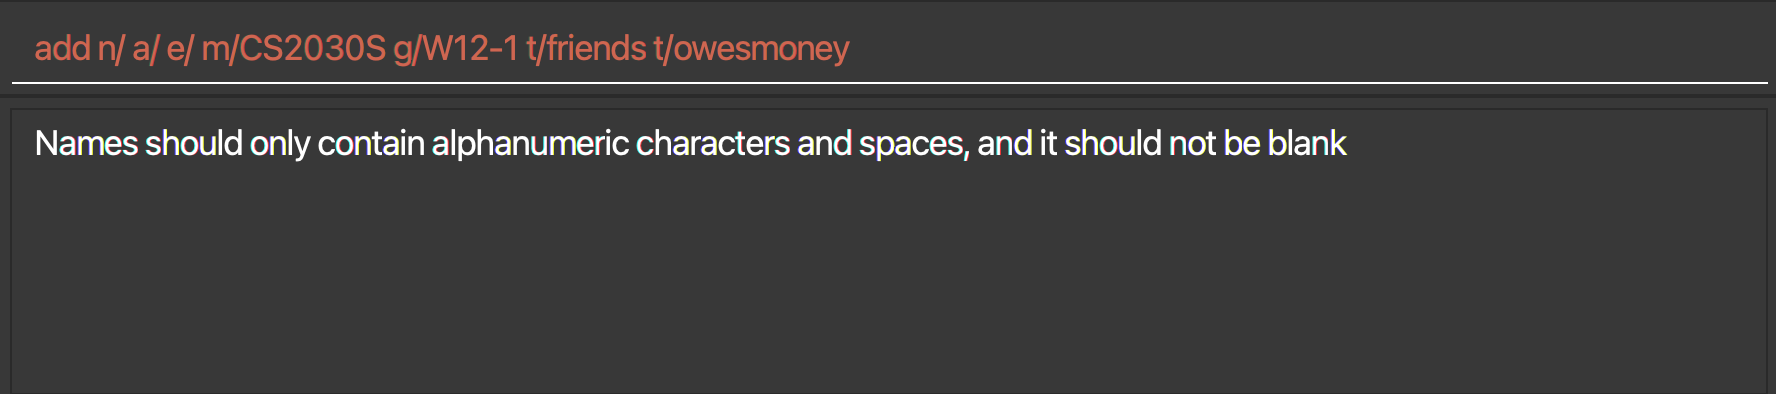 add n/ a/ e/ m/CS2030S g/W12-1 t/friends t/owesmoney
Names should only contain alphanumeric characters and spaces, and it should not be blank